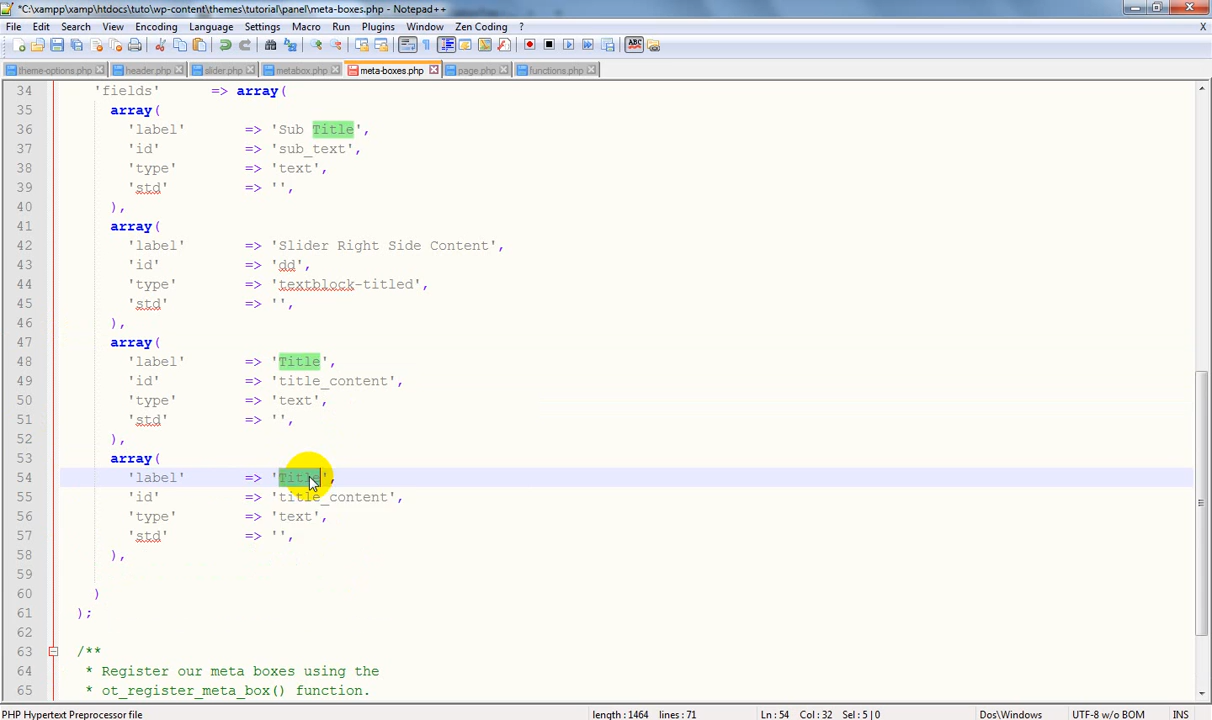 *C:\xampp\xampp\htdocs\tuto\wp-content\themes\tutorial\panel\meta-boxes.php - Notepad++
File Edit Search View Encoding Language Settings Macro Run Plugins Window Zen Coding ? X
theme-options.php header.php slider.php metabox.php meta-boxes.php page.php functions.php
34 'fields' => array(
35 array(
36 'label' => 'Sub Title',
37 'id' => 'sub_text',
38 'type' => 'text',
39 'std' => '',
40 ),
41 array(
42 'label' => 'Slider Right Side Content',
43 'id' => 'dd',
44 'type' => 'textblock-titled',
45 'std' => '',
46 ),
47 array(
48 'label' => 'Title',
49 'id' => 'title_content',
50 'type' => 'text',
51 'std' => '',
52 ),
53 array(
54 'label' => 'Title',
55 'id' => 'title_content',
56 'type' => 'text',
57 'std' => '',
58 ),
59
60 )
61 );
62
63 /**
64 * Register our meta boxes using the
65 * ot_register_meta_box() function.
PHP Hypertext Preprocessor file length : 1464 lines : 71 Ln : 54 Col : 32 Sel : 5 | 0 Dos\Windows UTF-8 w/o BOM INS